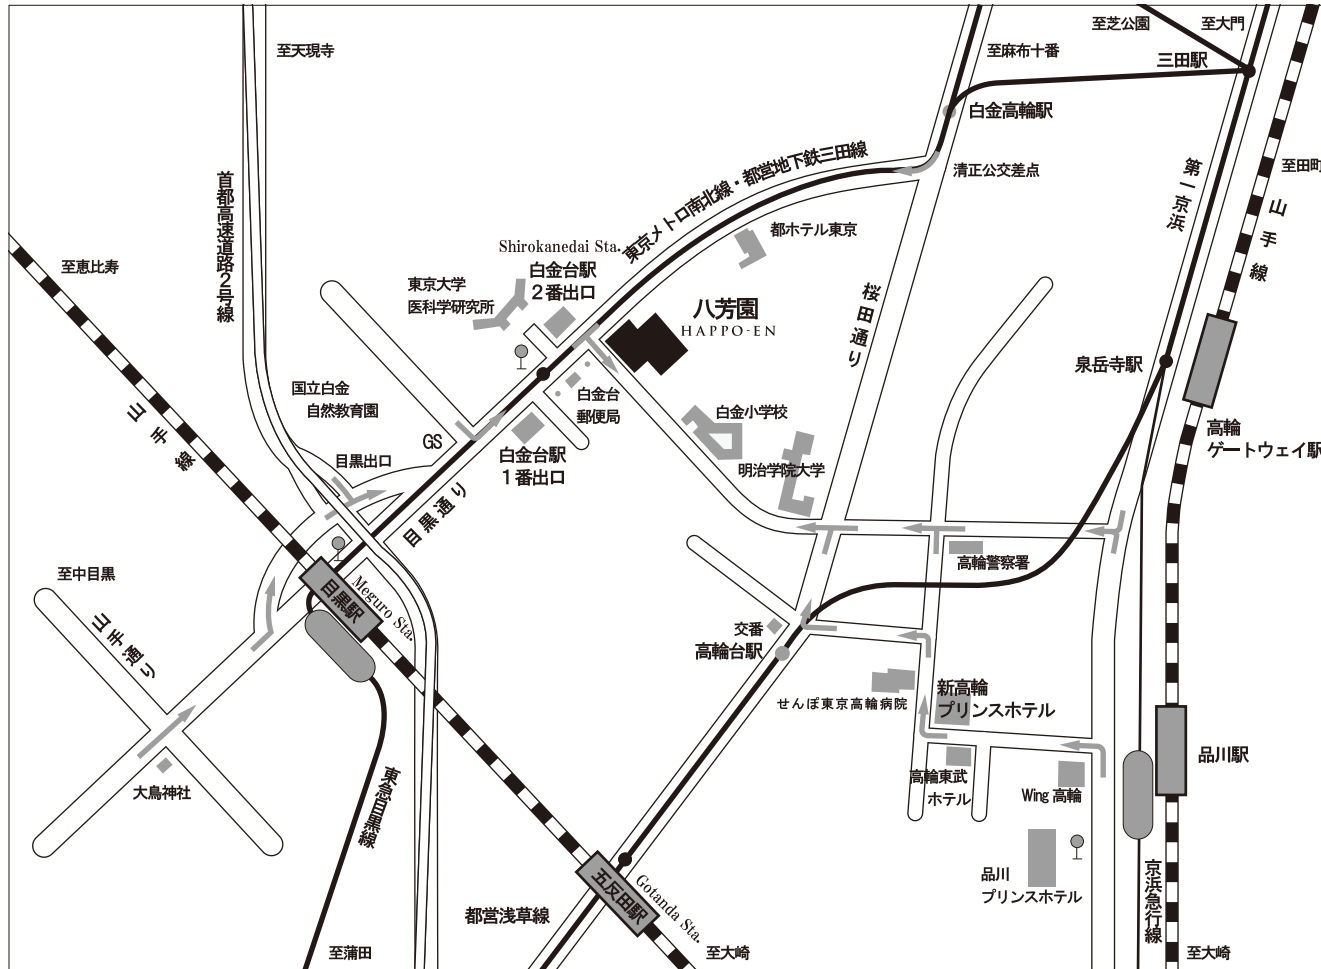 至芝公園
至大門
至天現寺
至麻布十番
三田駅
白金高輪駅
東京メトロ南北線・都営地下鉄三田線
清正公交差点
第一京浜
至田町
山手線
首都高速道路2号線
都ホテル東京
Shirokanedai Sta.
白金台駅
2番出口
至恵比寿
東京大学
医科学研究所
八芳園
HAPPO-EN
桜田通り
泉岳寺駅
国立白金
自然教育園
白金台
郵便局
白金小学校
山手線
GS
高輪
ゲートウェイ駅
目黒出口
白金台駅
1番出口
明治学院大学
目黒通り
高輪警察署
至中目黒
目黒駅
Meguro Sta.
山手通り
交番
高輪台駅
新高輪
プリンスホテル
せんぽ東京高輪病院
品川駅
高輪東武
ホテル
Wing 高輪
大鳥神社
東急目黒線
品川
プリンスホテル
五反田駅
Gotanda Sta.
京浜急行線
都営浅草線
至蒲田
至大崎
至大崎